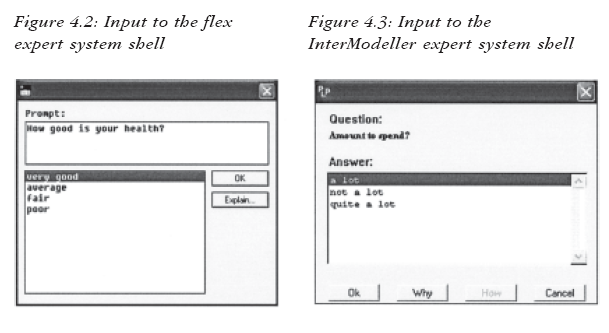 Figure 4.2: Input to the flex
expert system shell
Prompt:
How good is your health?
very good
average
fair
poor
OK
Explain...
Figure 4.3: Input to the
InterModeller expert system shell
Question:
Amount to spend?
Answer:
a lot
not a lot
quite a lot
Ok
Why
How
Cancel